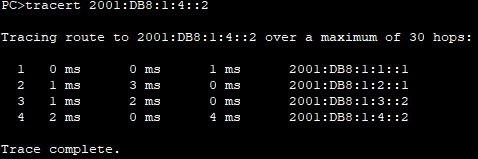 PC>tracert 2001:DB8:1:4::2
Tracing route to 2001:DB8:1:4::2 over a maximum of 30 hops:
1 0 ms 0 ms 1 ms 2001:DB8:1:1::1
2 1 ms 3 ms 0 ms 2001:DB8:1:2::1
3 1 ms 2 ms 0 ms 2001:DB8:1:3::2
4 2 ms 0 ms 4 ms 2001:DB8:1:4::2
Trace complete.